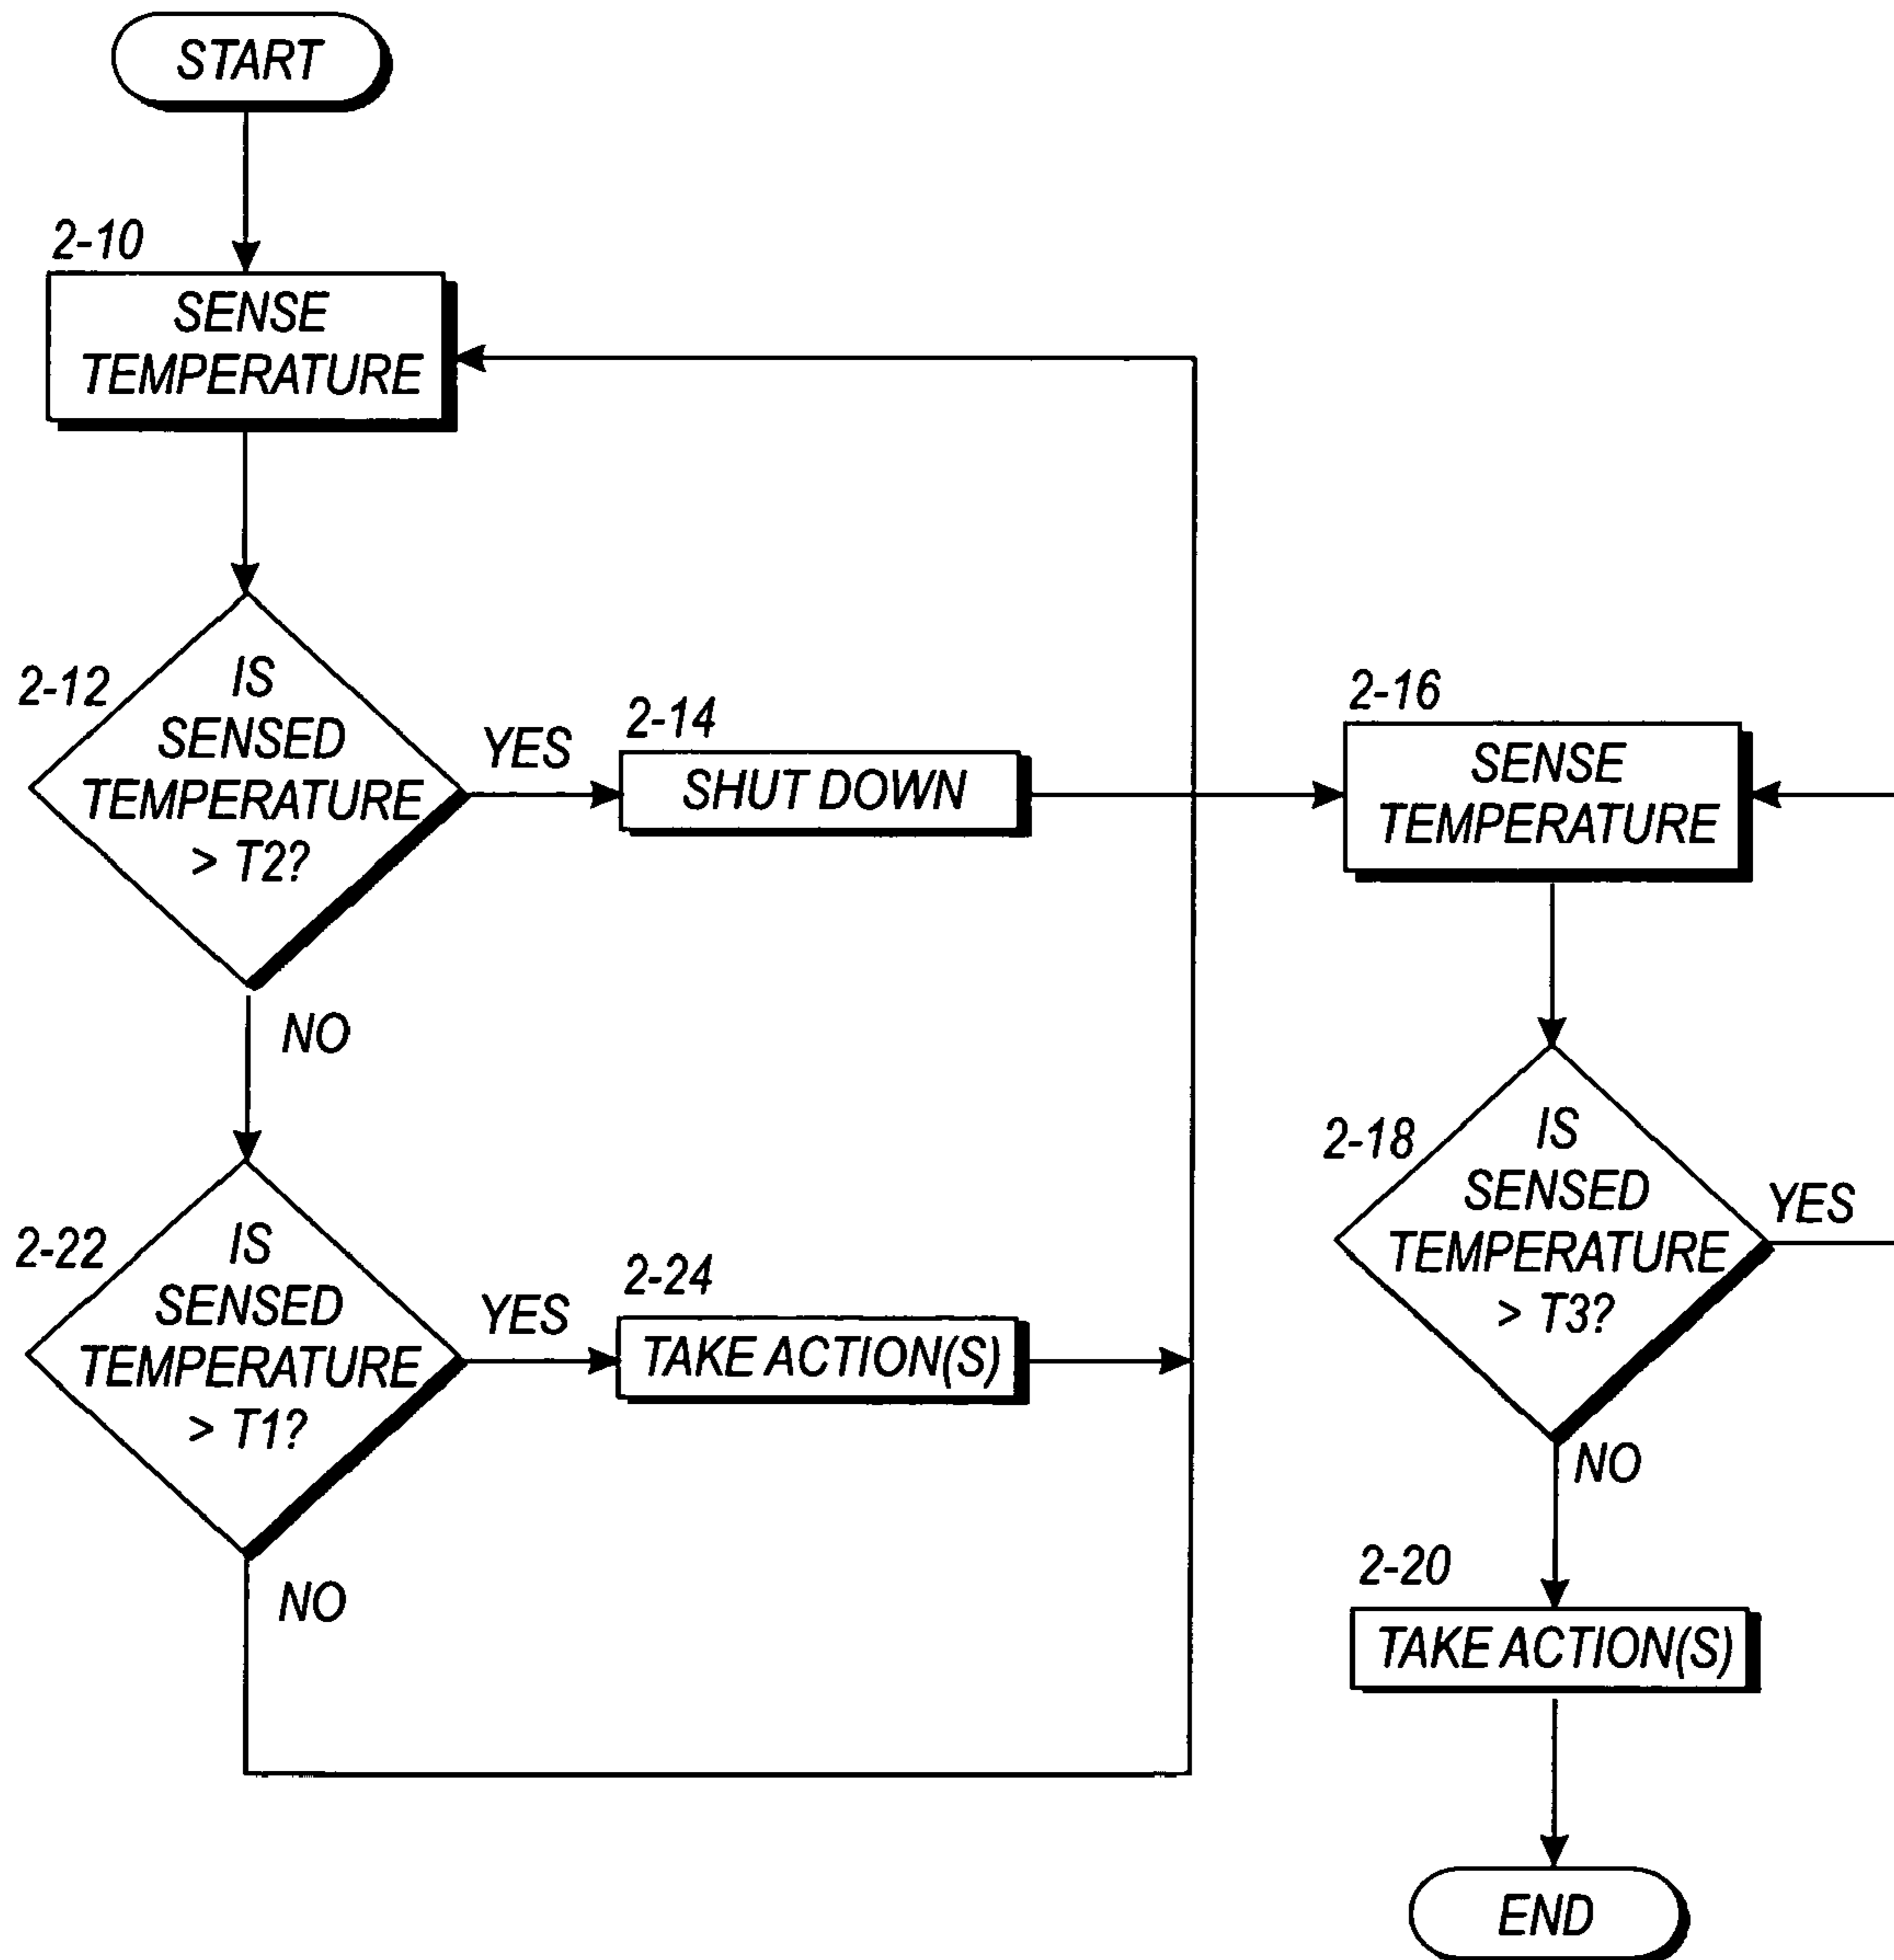 START
2-10
SENSE
TEMPERATURE
2-12
IS
SENSED
TEMPERATURE
> T2?
YES
2-14
SHUT DOWN
2-16
SENSE
TEMPERATURE
NO
2-18
IS
SENSED
TEMPERATURE
> T3?
YES
2-22
IS
SENSED
TEMPERATURE
> T1?
YES
2-24
TAKE ACTION(S)
NO
NO
2-20
TAKE ACTION(S)
END